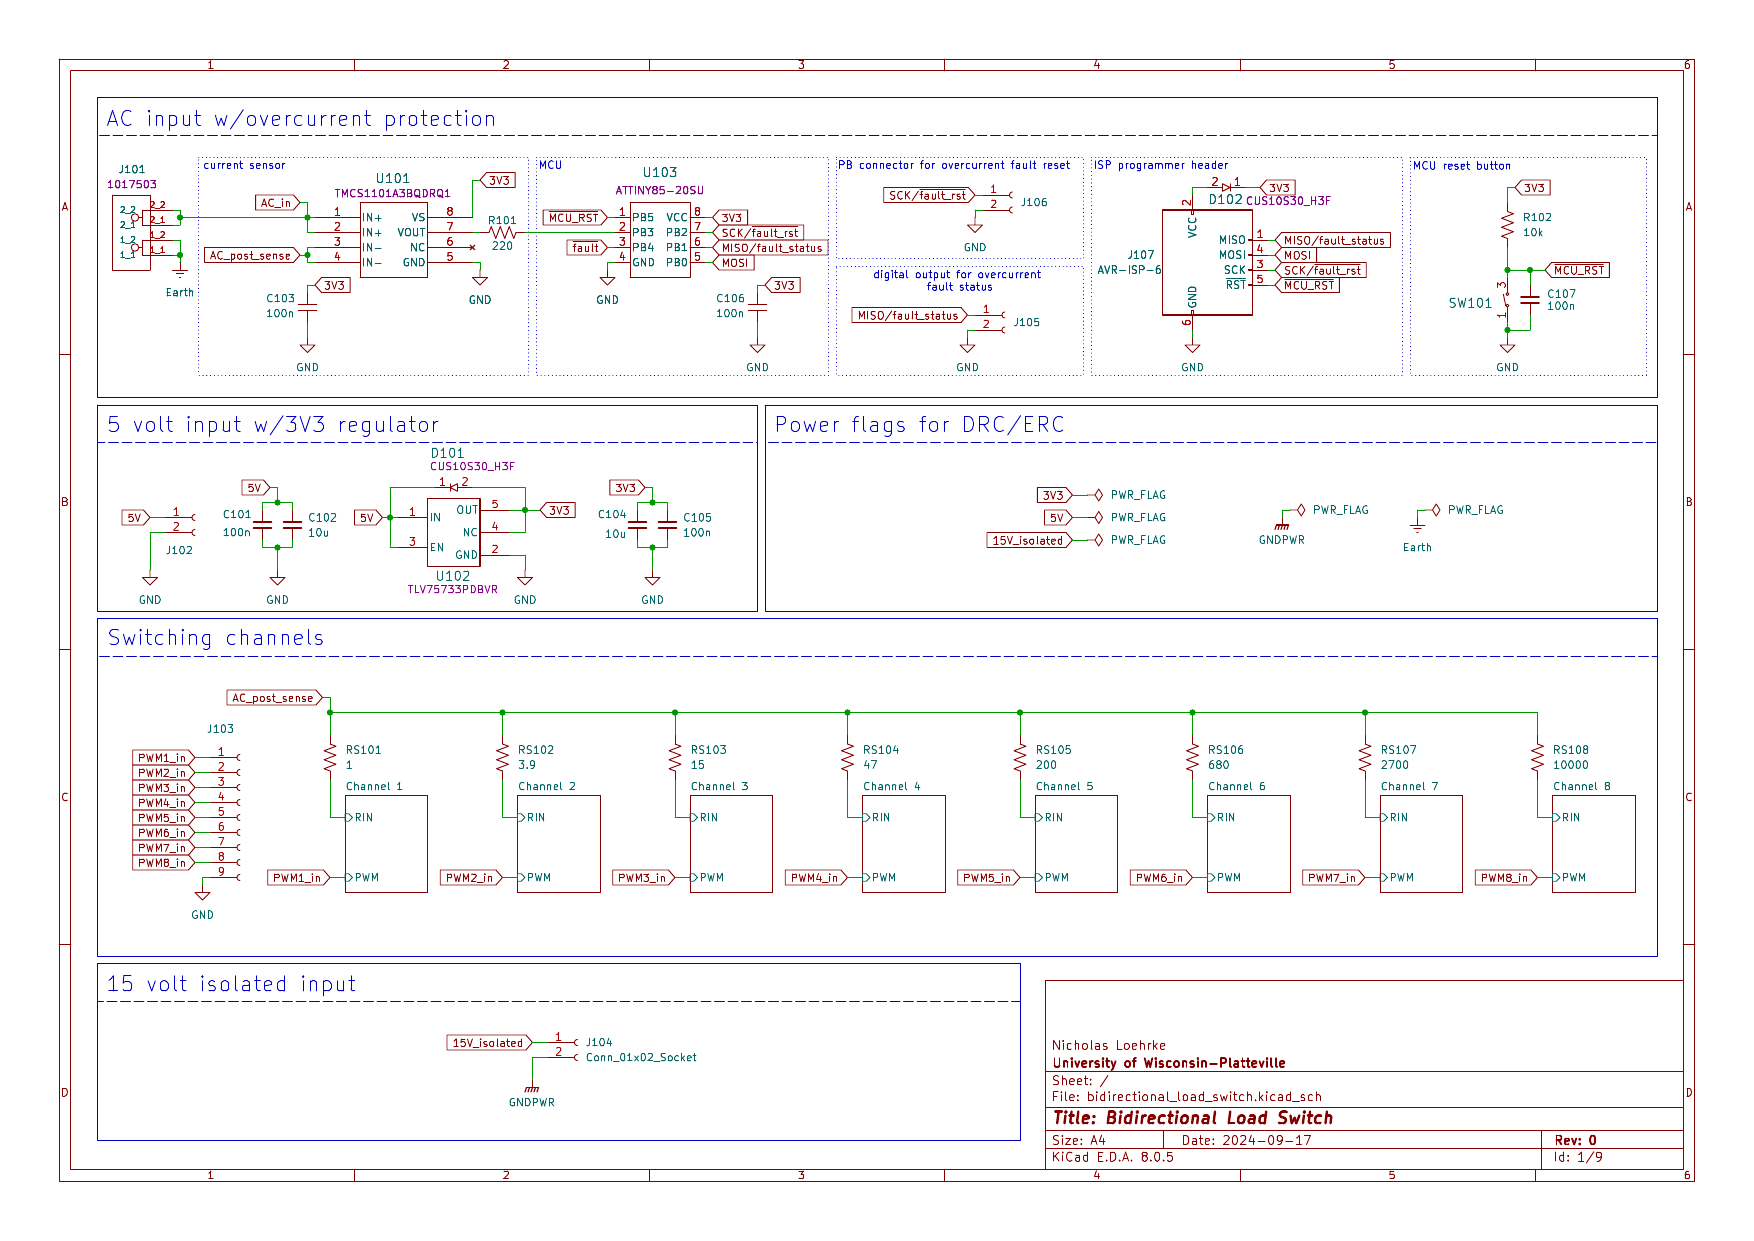 1 2 3 4 5 6
A
B
C
D
A
B
C
D
AC input w/overcurrent protection
J101
1017503
2_2
2_1
1_2
1_1
2_2
2_1
1_2
1_1
Earth
current sensor
AC_in
AC_post_sense
U101
TMCS1101A3BQDRQ1
1 IN+
2 IN+
3 IN-
4 IN-
VS 8
VOUT 7
NC 6
GND 5
3V3
R101
220
GND
3V3
C103
100n
GND
MCU
U103
ATTINY85-20SU
MCU_RST 1 PB5
2 PB3
fault 3 PB4
4 GND
VCC 8 3V3
PB2 7 SCK/fault_rst
PB1 6 MISO/fault_status
PB0 5 MOSI
GND
3V3
C106
100n
GND
PB connector for overcurrent fault reset
SCK/fault_rst 1
2
J106
GND
digital output for overcurrent
fault status
MISO/fault_status 1
2
J105
GND
ISP programmer header
2 1
3V3
D102 CUS10S30_H3F
2
VCC
J107
AVR-ISP-6
MISO 1 MISO/fault_status
MOSI 4 MOSI
SCK 3 SCK/fault_rst
RST 5 MCU_RST
GND
6
GND
MCU reset button
3V3
R102
10k
MCU_RST
3
SW101
1
C107
100n
GND
5 volt input w/3V3 regulator
5V 1
2
J102
GND
5V
C101
100n
C102
10u
GND
D101
CUS10S30_H3F
1 2
5V
1 IN
3 EN
OUT 5
NC 4
GND 2
3V3
U102
TLV75733PDBVR
GND
3V3
C104
10u
C105
100n
GND
Power flags for DRC/ERC
3V3 PWR_FLAG
5V PWR_FLAG
15V_isolated PWR_FLAG
PWR_FLAG
GNDPWR
PWR_FLAG
Earth
Switching channels
AC_post_sense
J103
PWM1_in 1
PWM2_in 2
PWM3_in 3
PWM4_in 4
PWM5_in 5
PWM6_in 6
PWM7_in 7
PWM8_in 8
9
GND
RS101
1
Channel 1
RIN
PWM1_in PWM
RS102
3.9
Channel 2
RIN
PWM2_in PWM
RS103
15
Channel 3
RIN
PWM3_in PWM
RS104
47
Channel 4
RIN
PWM4_in PWM
RS105
200
Channel 5
RIN
PWM5_in PWM
RS106
680
Channel 6
RIN
PWM6_in PWM
RS107
2700
Channel 7
RIN
PWM7_in PWM
RS108
10000
Channel 8
RIN
PWM8_in PWM
15 volt isolated input
15V_isolated 1 J104
2 Conn_01x02_Socket
GNDPWR
Nicholas Loehrke
University of Wisconsin-Platteville
Sheet: /
File: bidirectional_load_switch.kicad_sch
Title: Bidirectional Load Switch
Size: A4 Date: 2024-09-17 Rev: 0
KiCad E.D.A. 8.0.5 Id: 1/9
1 2 3 4 5 6